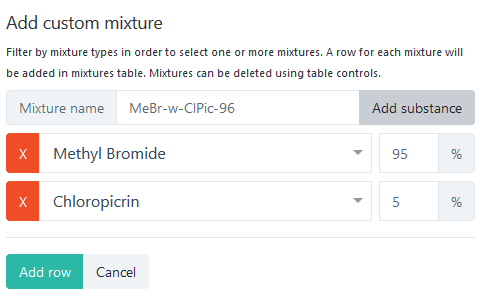 Add custom mixture
Filter by mixture types in order to select one or more mixtures. A row for each mixture will
be added in mixtures table. Mixtures can be deleted using table controls.
Mixture name MeBr-w-ClPic-96 Add substance
X Methyl Bromide 95 %
X Chloropicrin 5 %
Add row Cancel